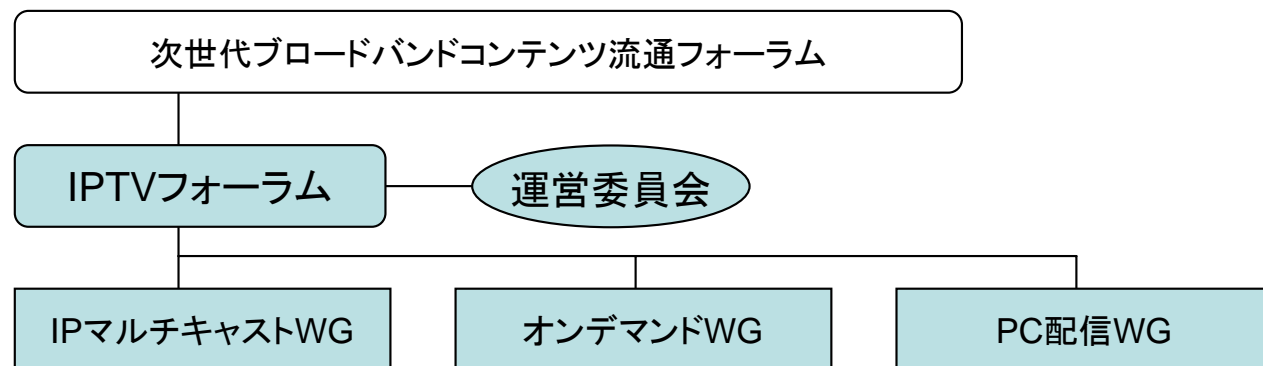 次世代ブロードバンドコンテンツ流通フォーラム
IPTVフォーラム
運営委員会
IPマルチキャストWG
オンデマンドWG
PC配信WG